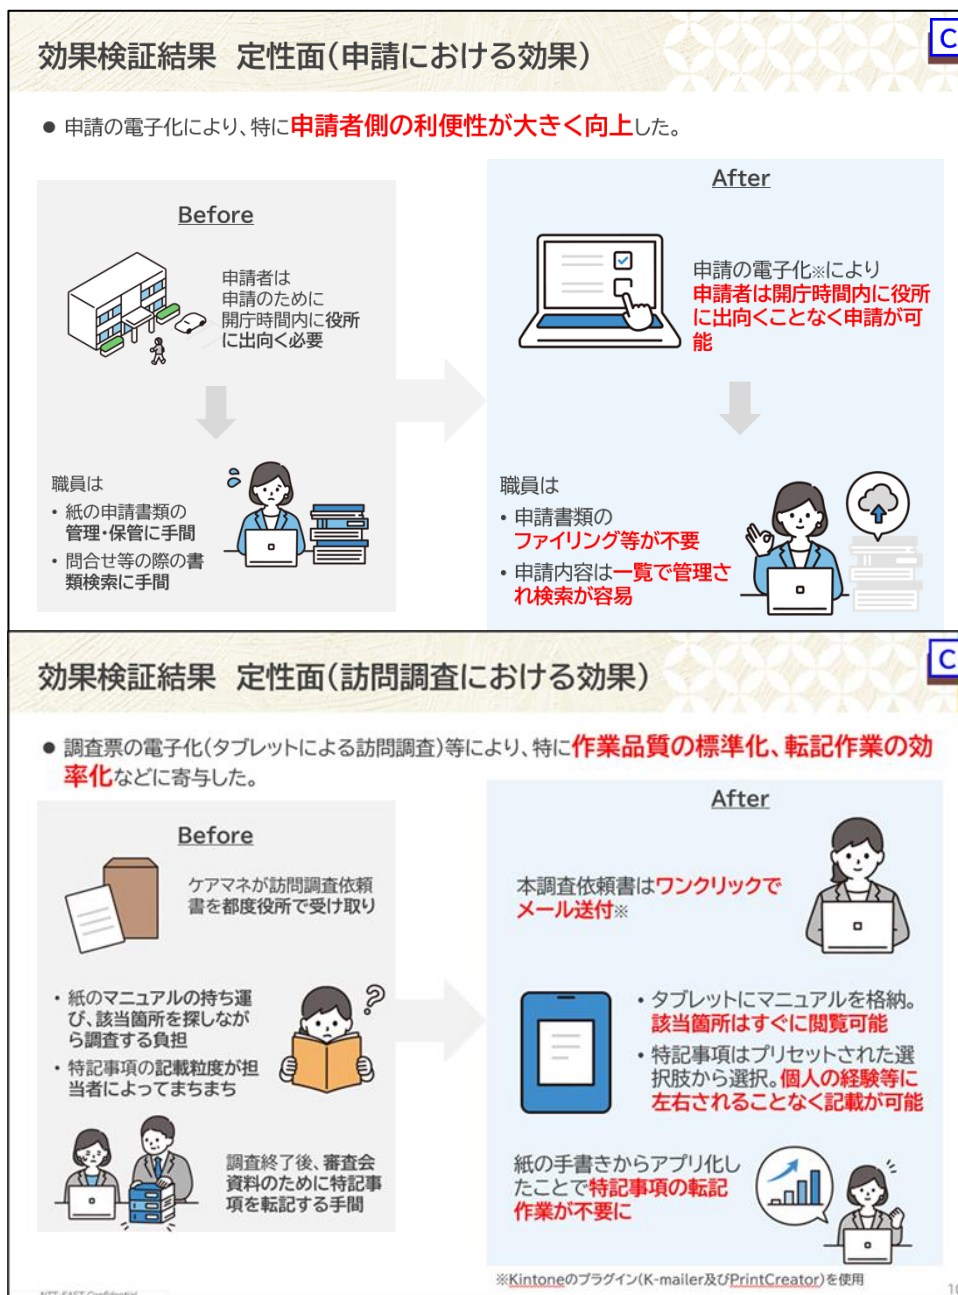 効果検証結果 定性面(申請における効果)
C
● 申請の電子化により、特に申請者側の利便性が大きく向上した。
Before
申請者は
申請のために
開庁時間内に役所
に出向く必要
職員は
・紙の申請書類の
管理・保管に手間
・問合せ等の際の書
類検索に手間
After
申請の電子化※により
申請者は開庁時間内に役所
に出向くことなく申請が可
能
職員は
・申請書類の
ファイリング等が不要
・申請内容は一覧で管理さ
れ検索が容易
効果検証結果 定性面(訪問調査における効果)
C
● 調査票の電子化(タブレットによる訪問調査)等により、特に作業品質の標準化、転記作業の効
率化などに寄与した。
Before
ケアマネが訪問調査依頼
書を都度役所で受け取り
・紙のマニュアルの持ち運
び、該当箇所を探しなが
ら調査する負担
・特記事項の記載粒度が担
当者によってまちまち
?
調査終了後、審査会
資料のために特記事
項を転記する手間
After
本調査依頼書はワンクリックで
メール送付※
・タブレットにマニュアルを格納。
該当箇所はすぐに閲覧可能
・特記事項はプリセットされた選
択肢から選択。個人の経験等に
左右されることなく記載が可能
紙の手書きからアプリ化し
たことで特記事項の転記
作業が不要に
※Kintoneのプラグイン(K-mailer及びPrintCreator)を使用